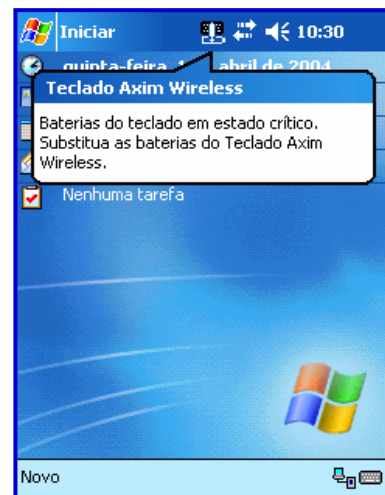 Iniciar 10:30
quinta-feira, abril de 2004
Teclado Axim Wireless
Baterias do teclado em estado crítico.
Substitua as baterias do Teclado Axim
Wireless.
Nenhuma tarefa
Novo